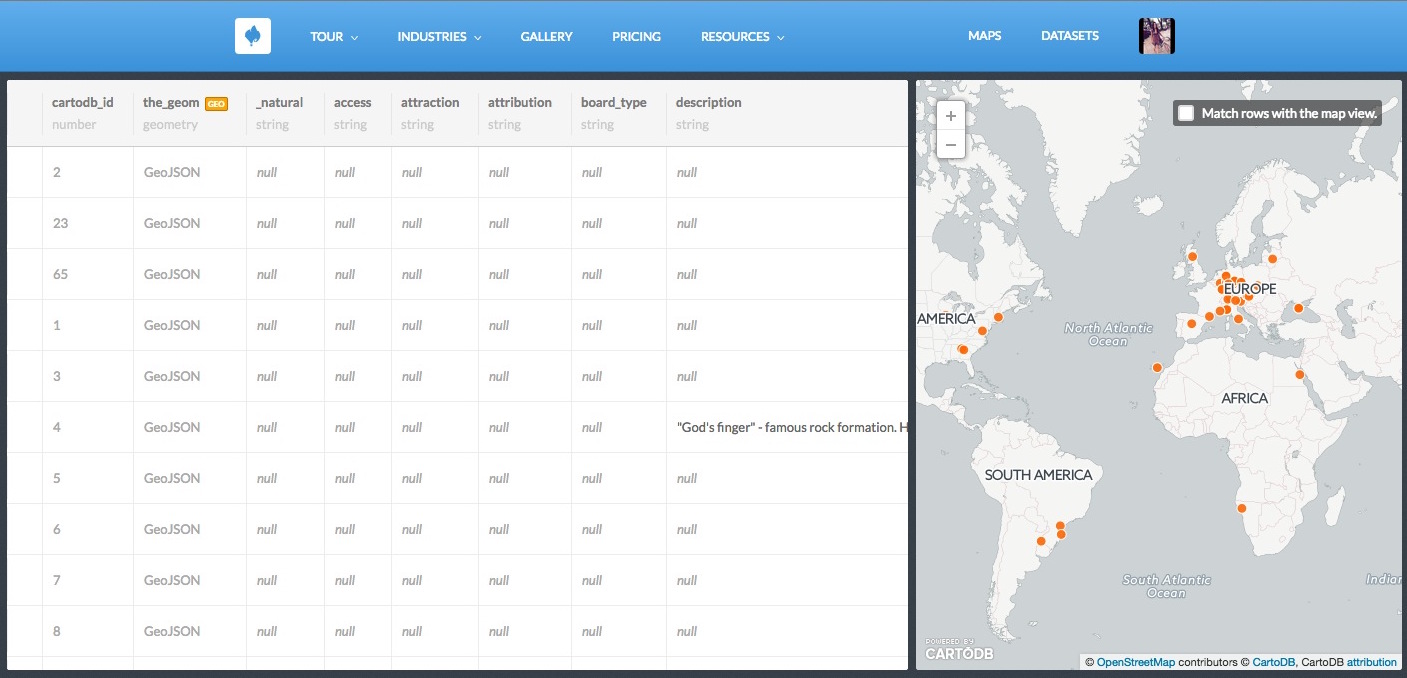 TOUR INDUSTRIES GALLERY PRICING RESOURCES MAPS DATASETS
cartodb_id the_geom GEO _natural access attraction attribution board_type description
number geometry string string string string string string
2 GeoJSON null null null null null null
23 GeoJSON null null null null null null
65 GeoJSON null null null null null null
1 GeoJSON null null null null null null
3 GeoJSON null null null null null null
4 GeoJSON null null null null null "God's finger" - famous rock formation. H
5 GeoJSON null null null null null null
6 GeoJSON null null null null null null
7 GeoJSON null null null null null null
8 GeoJSON null null null null null null
+
−
Match rows with the map view.
EUROPE
AMERICA
North Atlantic
Ocean
AFRICA
SOUTH AMERICA
South Atlantic
Ocean
Indian
POWERED BY
CARTODB
© OpenStreetMap contributors © CartoDB, CartoDB attribution